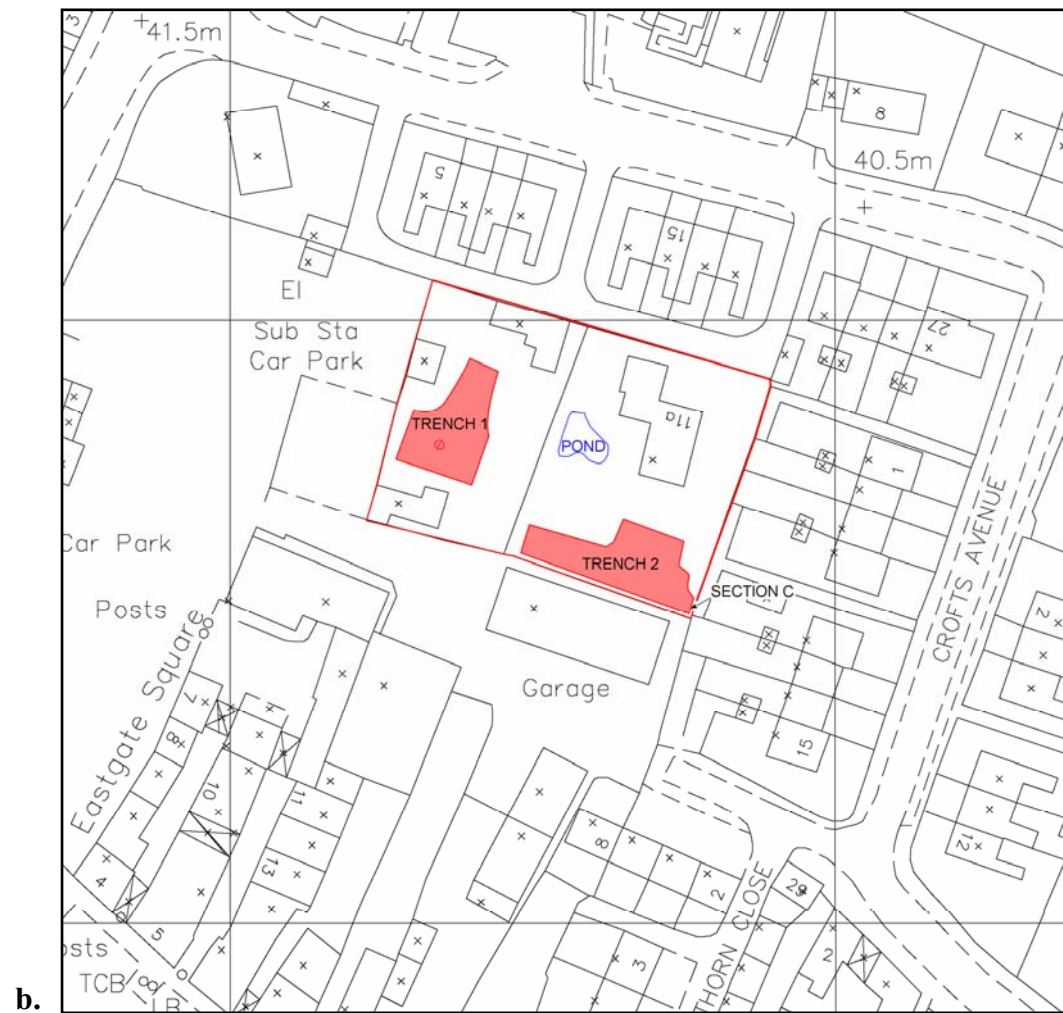 3
41.5m
8
40.5m
5
15
El
Sub Sta
Car Park
27
TRENCH 1
POND
11a
1
TRENCH 2
SECTION C
CROFTS AVENUE
Car Park
Posts
2
Eastgate Square
Garage
7
8
10
11
15
13
4
5
8
2
29
12
THORN CLOSE
3
2
TCB
LB
b.